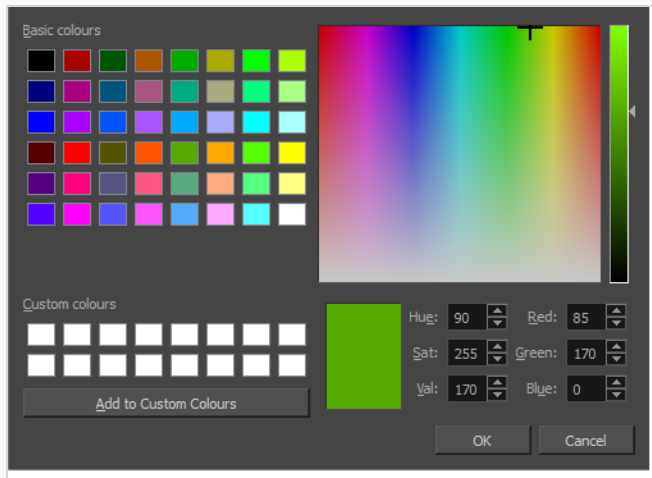 Basic colours
Custom colours
Hue: 90 Red: 85
Sat: 255 Green: 170
Val: 170 Blue: 0
Add to Custom Colours
OK Cancel